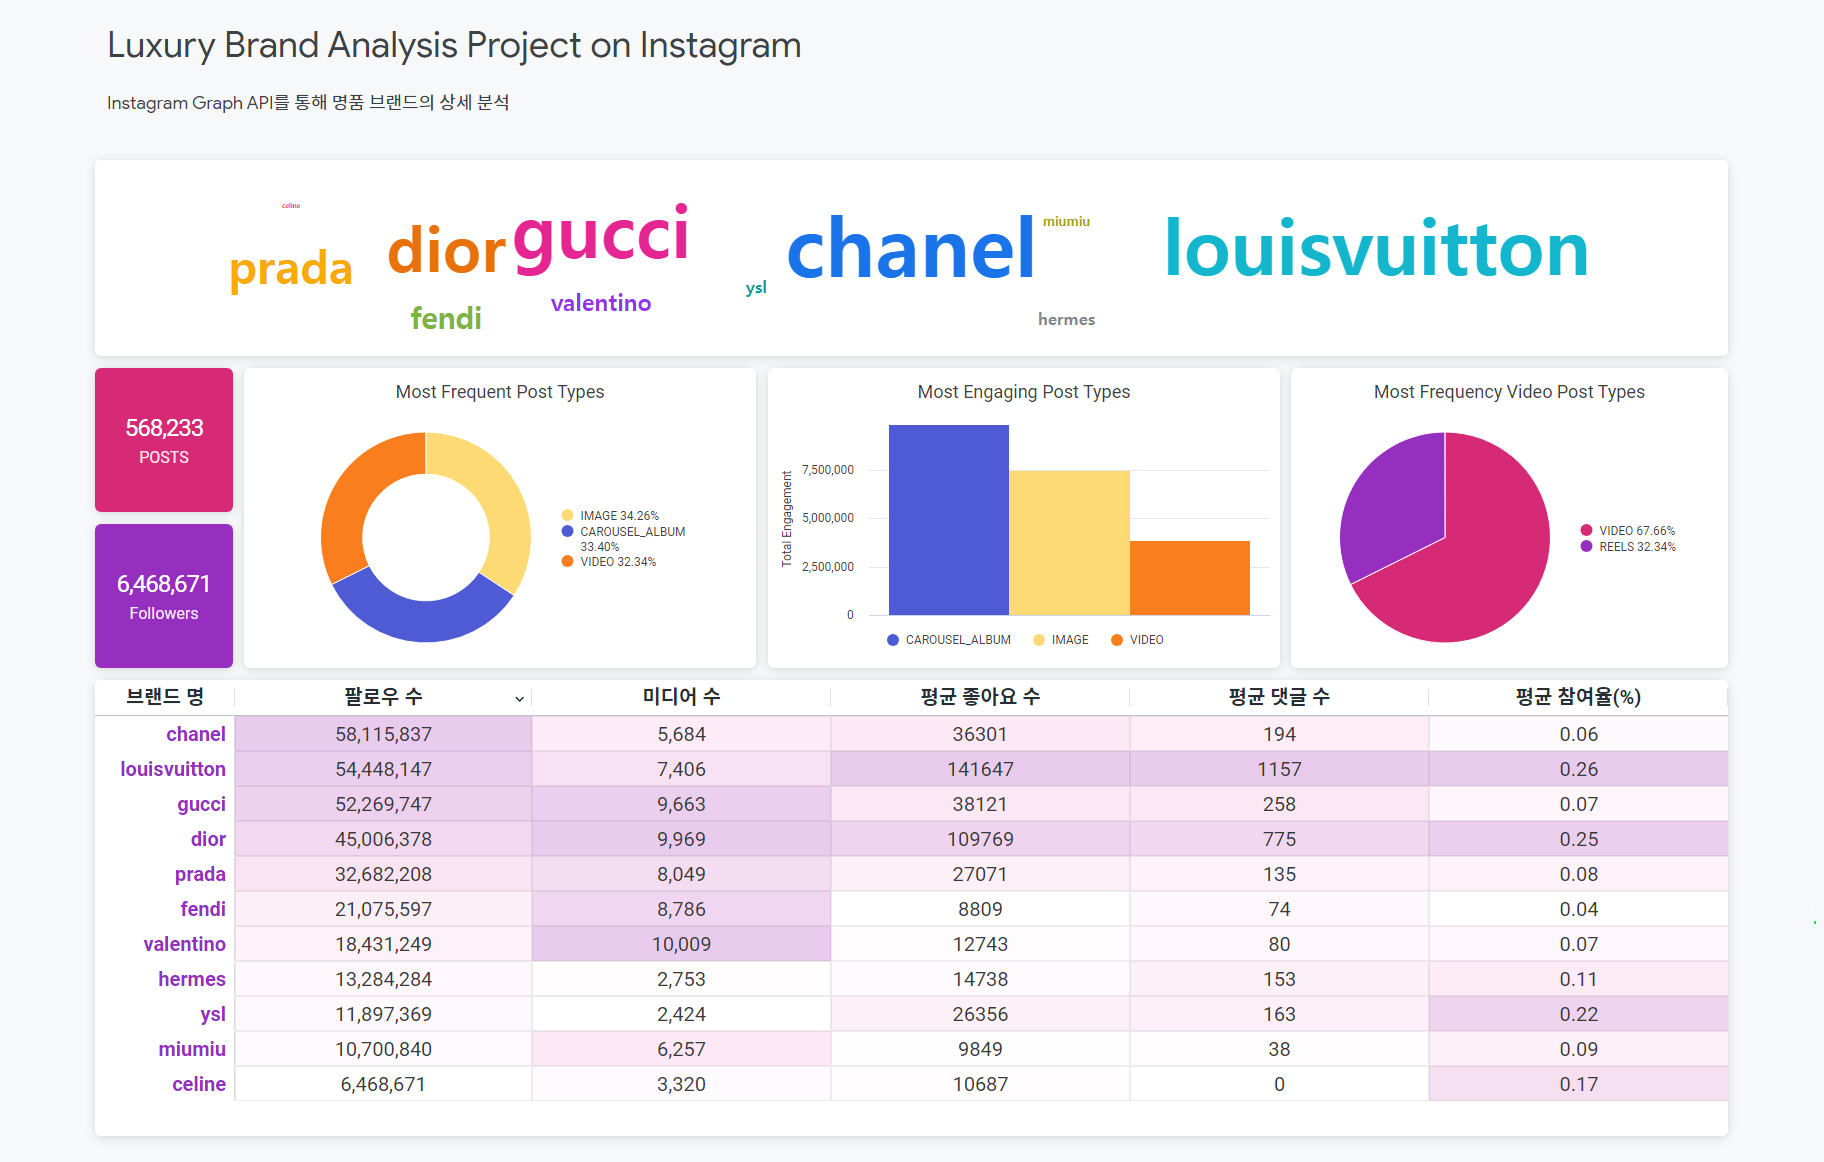 Luxury Brand Analysis Project on Instagram
Instagram Graph API를 통해 명품 브랜드의 상세 분석
celine
prada
dior
gucci
fendi
valentino
ysl
chanel
miumiu
hermes
louisvuitton
568,233
POSTS
6,468,671
Followers
Most Frequent Post Types
IMAGE 34.26%
CAROUSEL_ALBUM
33.40%
VIDEO 32.34%
Most Engaging Post Types
Total Engagement
7,500,000
5,000,000
2,500,000
0
CAROUSEL_ALBUM IMAGE VIDEO
Most Frequency Video Post Types
VIDEO 67.66%
REELS 32.34%
브랜드 명 팔로우 수 미디어 수 평균 좋아요 수 평균 댓글 수 평균 참여율(%)
chanel 58,115,837 5,684 36301 194 0.06
louisvuitton 54,448,147 7,406 141647 1157 0.26
gucci 52,269,747 9,663 38121 258 0.07
dior 45,006,378 9,969 109769 775 0.25
prada 32,682,208 8,049 27071 135 0.08
fendi 21,075,597 8,786 8809 74 0.04
valentino 18,431,249 10,009 12743 80 0.07
hermes 13,284,284 2,753 14738 153 0.11
ysl 11,897,369 2,424 26356 163 0.22
miumiu 10,700,840 6,257 9849 38 0.09
celine 6,468,671 3,320 10687 0 0.17